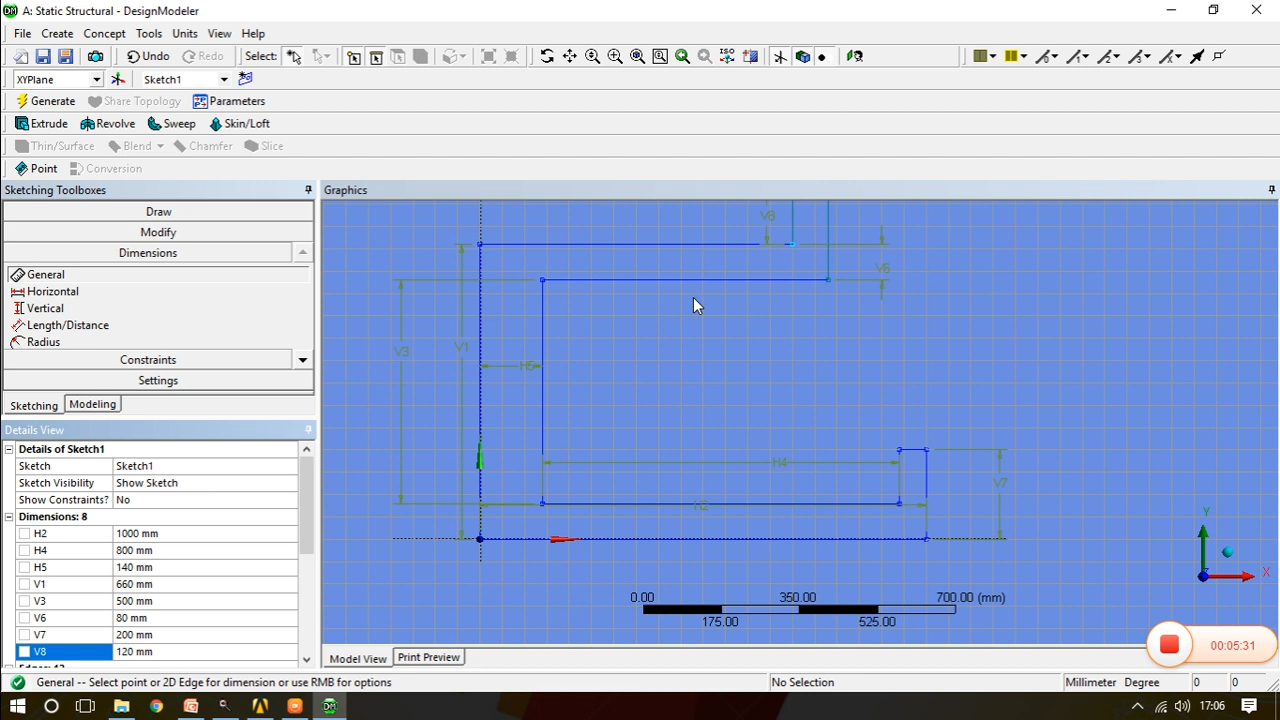 A: Static Structural - DesignModeler
File Create Concept Tools Units View Help
Undo Redo Select:
XYPlane Sketch1
Generate Share Topology Parameters
Extrude Revolve Sweep Skin/Loft
Thin/Surface Blend Chamfer Slice
Point Conversion
Sketching Toolboxes
Draw
Modify
Dimensions
General
Horizontal
Vertical
Length/Distance
Radius
Constraints
Settings
Sketching Modeling
Details View
Details of Sketch1
Sketch Sketch1
Sketch Visibility Show Sketch
Show Constraints? No
Dimensions: 8
H2 1000 mm
H4 800 mm
H5 140 mm
V1 660 mm
V3 500 mm
V6 80 mm
V7 200 mm
V8 120 mm
Graphics
ISO
V8
V6
V3
V1
H5
H4
V7
H2
Y
X
0.00 350.00 700.00 (mm)
175.00 525.00
00:05:31
Model View Print Preview
General -- Select point or 2D Edge for dimension or use RMB for options
No Selection
Millimeter Degree 0 0
DM
17:06